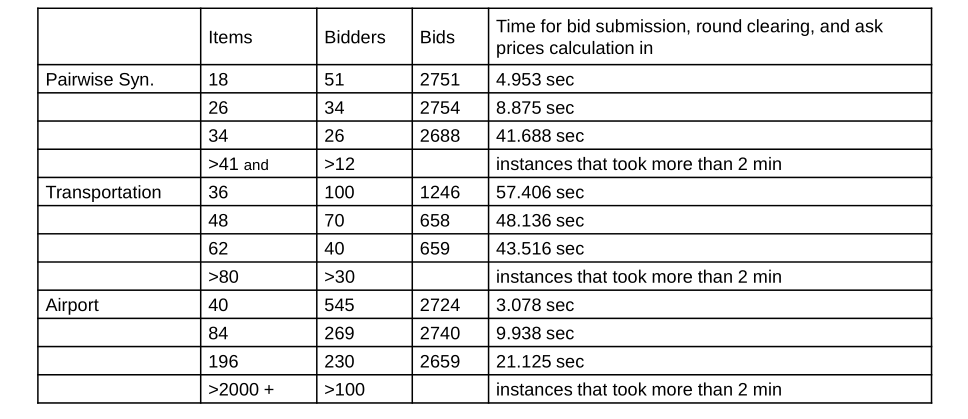 Items Bidders Bids Time for bid submission, round clearing, and ask
prices calculation in
Pairwise Syn. 18 51 2751 4.953 sec
26 34 2754 8.875 sec
34 26 2688 41.688 sec
>41 and >12 instances that took more than 2 min
Transportation 36 100 1246 57.406 sec
48 70 658 48.136 sec
62 40 659 43.516 sec
>80 >30 instances that took more than 2 min
Airport 40 545 2724 3.078 sec
84 269 2740 9.938 sec
196 230 2659 21.125 sec
>2000 + >100 instances that took more than 2 min